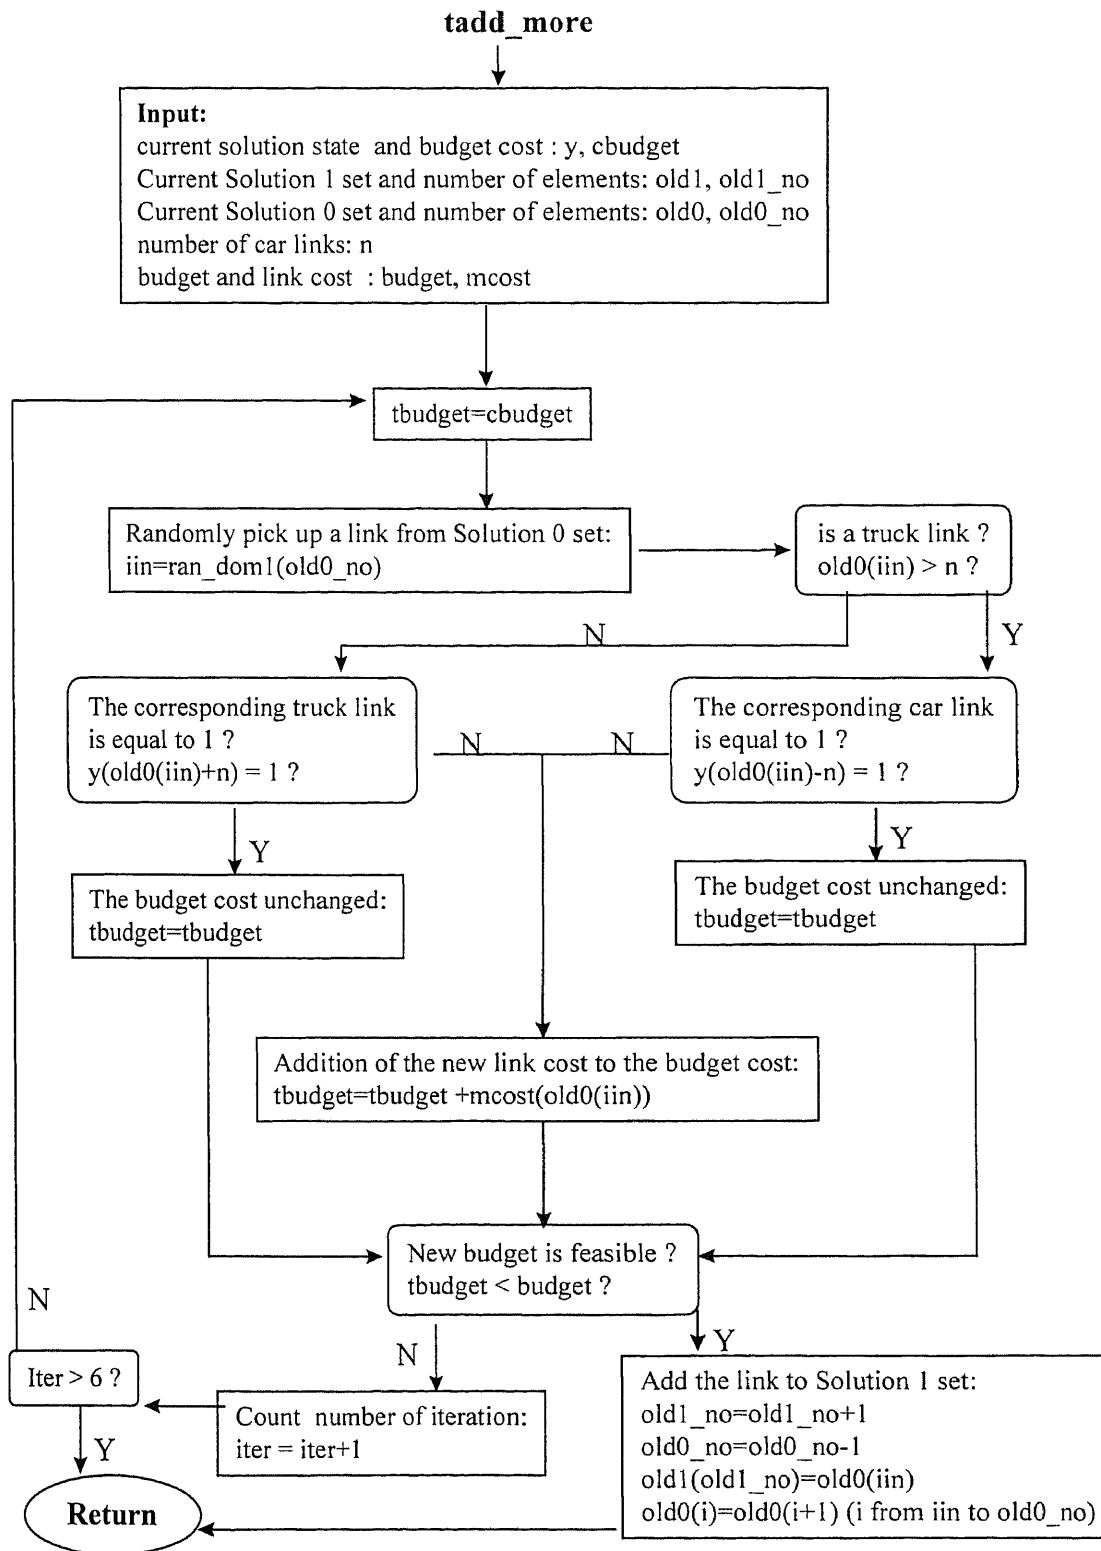 tadd_more
Input:
current solution state and budget cost : y, cbudget
Current Solution 1 set and number of elements: old1, old1_no
Current Solution 0 set and number of elements: old0, old0_no
number of car links: n
budget and link cost : budget, mcost
tbudget=cbudget
Randomly pick up a link from Solution 0 set:
iin=ran_dom1(old0_no)
is a truck link ?
old0(iin) > n ?
N
Y
The corresponding truck link
is equal to 1 ?
y(old0(iin)+n) = 1 ?
N
N
The corresponding car link
is equal to 1 ?
y(old0(iin)-n) = 1 ?
Y
Y
The budget cost unchanged:
tbudget=tbudget
The budget cost unchanged:
tbudget=tbudget
Addition of the new link cost to the budget cost:
tbudget=tbudget +mcost(old0(iin))
New budget is feasible ?
tbudget < budget ?
N
N
Y
Iter > 6 ?
Y
Count number of iteration:
iter = iter+1
Add the link to Solution 1 set:
old1_no=old1_no+1
old0_no=old0_no-1
old1(old1_no)=old0(iin)
old0(i)=old0(i+1) (i from iin to old0_no)
Return